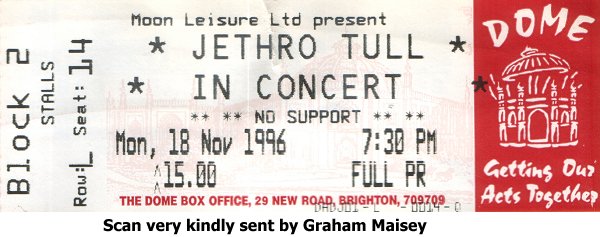 Block 2
STALLS
Row:L Seat:14
Moon Leisure Ltd present
* JETHRO TULL *
* IN CONCERT *
** ** NO SUPPORT ** **
Mon, 18 Nov 1996 7:30 PM
15.00 FULL PR
THE DOME BOX OFFICE, 29 NEW ROAD, BRIGHTON, 709709
DOME
Getting Our
Acts Together
Scan very kindly sent by Graham Maisey